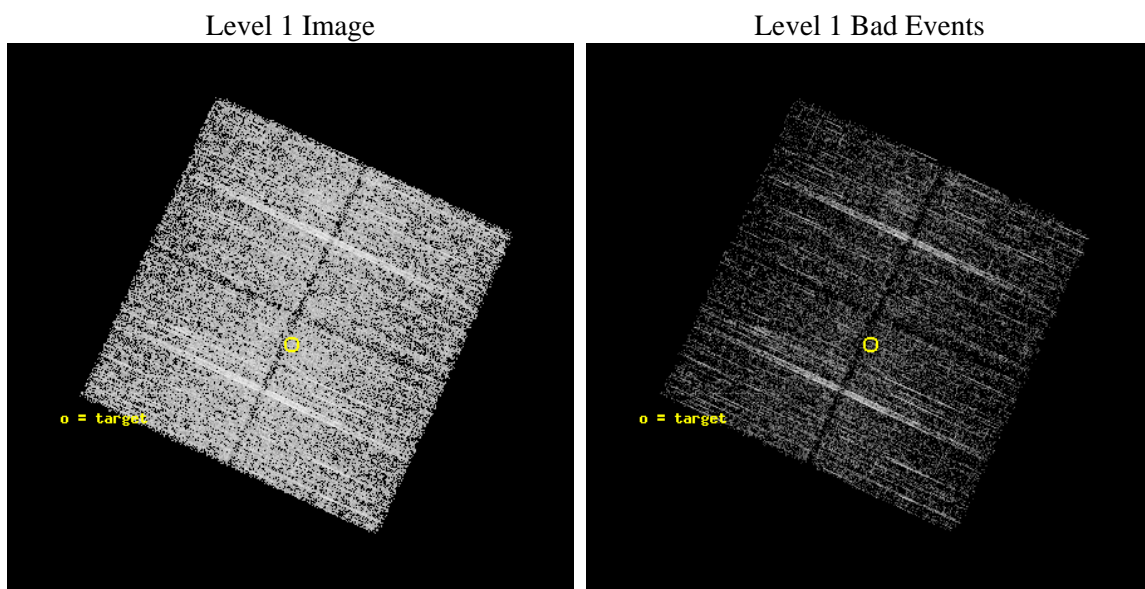 Level 1 Image
Level 1 Bad Events
o = target
o = target